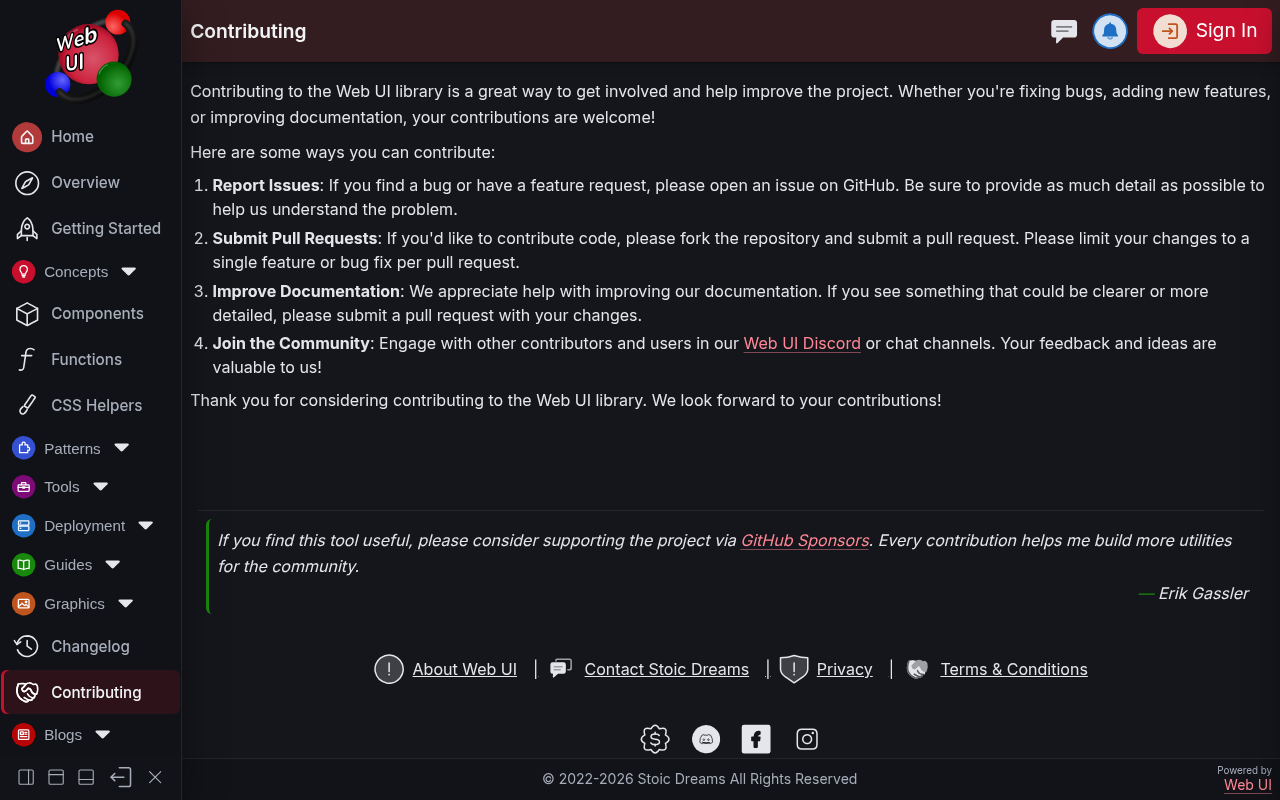 Web
UI
Home
Overview
Getting Started
Concepts
Components
Functions
CSS Helpers
Patterns
Tools
Deployment
Guides
Graphics
Changelog
Contributing
Blogs
Contributing
Sign In
Contributing to the Web UI library is a great way to get involved and help improve the project. Whether you're fixing bugs, adding new features,
or improving documentation, your contributions are welcome!
Here are some ways you can contribute:
1. Report Issues: If you find a bug or have a feature request, please open an issue on GitHub. Be sure to provide as much detail as possible to
help us understand the problem.
2. Submit Pull Requests: If you'd like to contribute code, please fork the repository and submit a pull request. Please limit your changes to a
single feature or bug fix per pull request.
3. Improve Documentation: We appreciate help with improving our documentation. If you see something that could be clearer or more
detailed, please submit a pull request with your changes.
4. Join the Community: Engage with other contributors and users in our Web UI Discord or chat channels. Your feedback and ideas are
valuable to us!
Thank you for considering contributing to the Web UI library. We look forward to your contributions!
If you find this tool useful, please consider supporting the project via GitHub Sponsors. Every contribution helps me build more utilities
for the community.
— Erik Gassler
About Web UI | Contact Stoic Dreams | Privacy | Terms & Conditions
© 2022-2026 Stoic Dreams All Rights Reserved
Powered by
Web UI